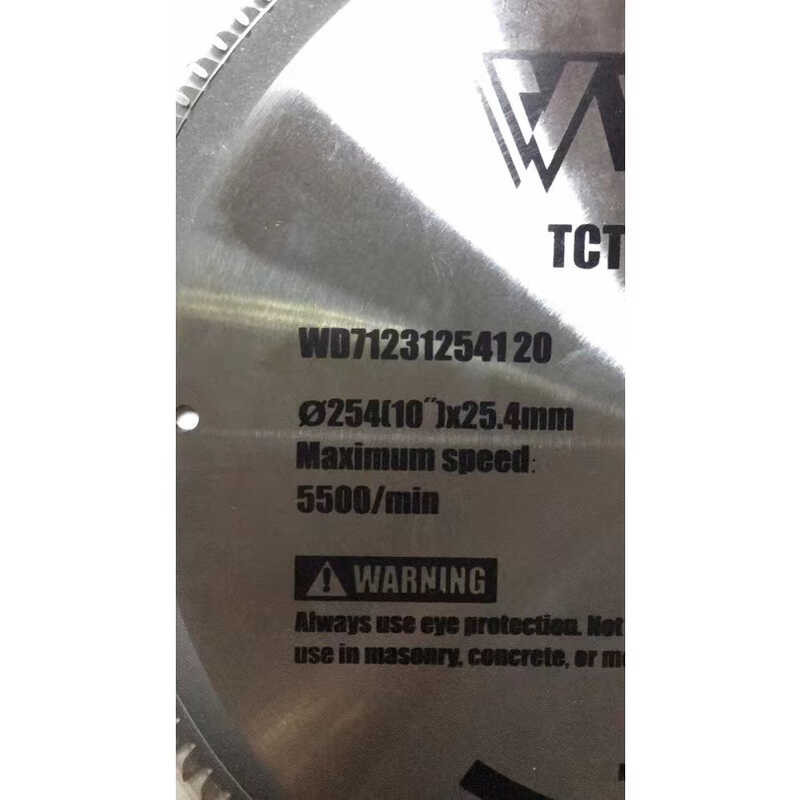 TCT
WD71231254120
Ø254(10″)x25.4mm
Maximum speed:
5500/min
WARNING
Always use eye protection. Not
use in masonry, concrete, or